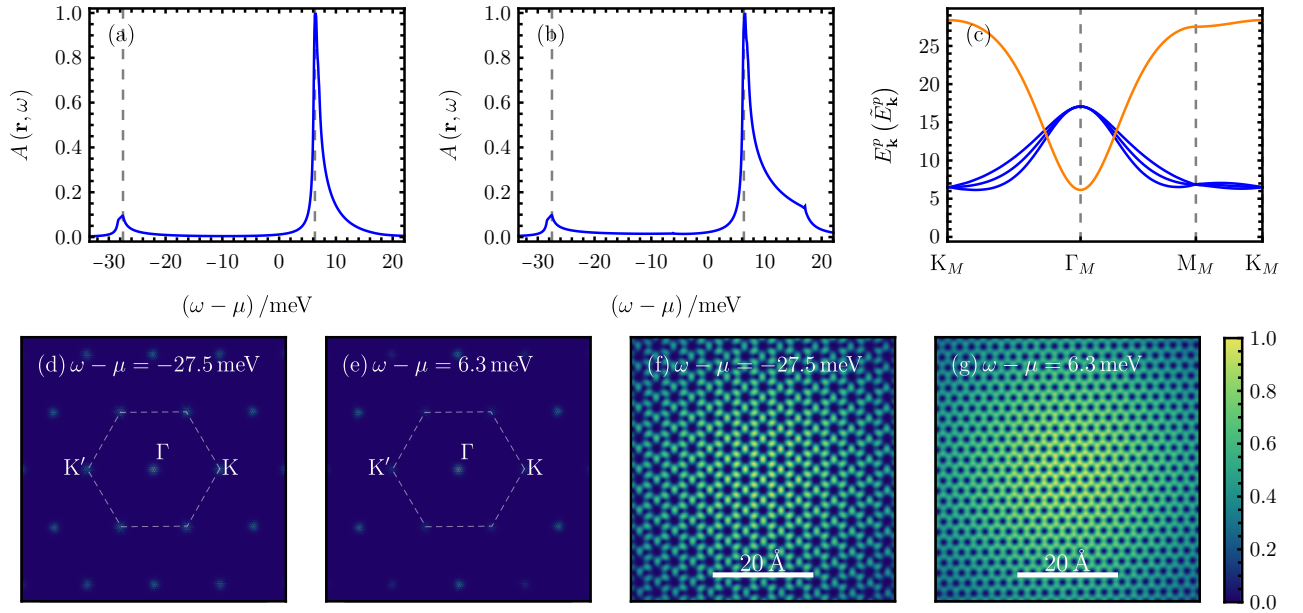 (a)
A (r, ω)
1.0
0.8
0.6
0.4
0.2
0.0
−30 −20 −10 0 10 20
(ω − μ) /meV
(b)
A (r, ω)
1.0
0.8
0.6
0.4
0.2
0.0
−30 −20 −10 0 10 20
(ω − μ) /meV
(c)
E^p_k (Ẽ^p_k)
25
20
15
10
5
0
K_M Γ_M M_M K_M
(d) ω − μ = −27.5 meV
Γ
K′ K
(e) ω − μ = 6.3 meV
Γ
K′ K
(f) ω − μ = −27.5 meV
20 Å
(g) ω − μ = 6.3 meV
20 Å
1.0
0.8
0.6
0.4
0.2
0.0